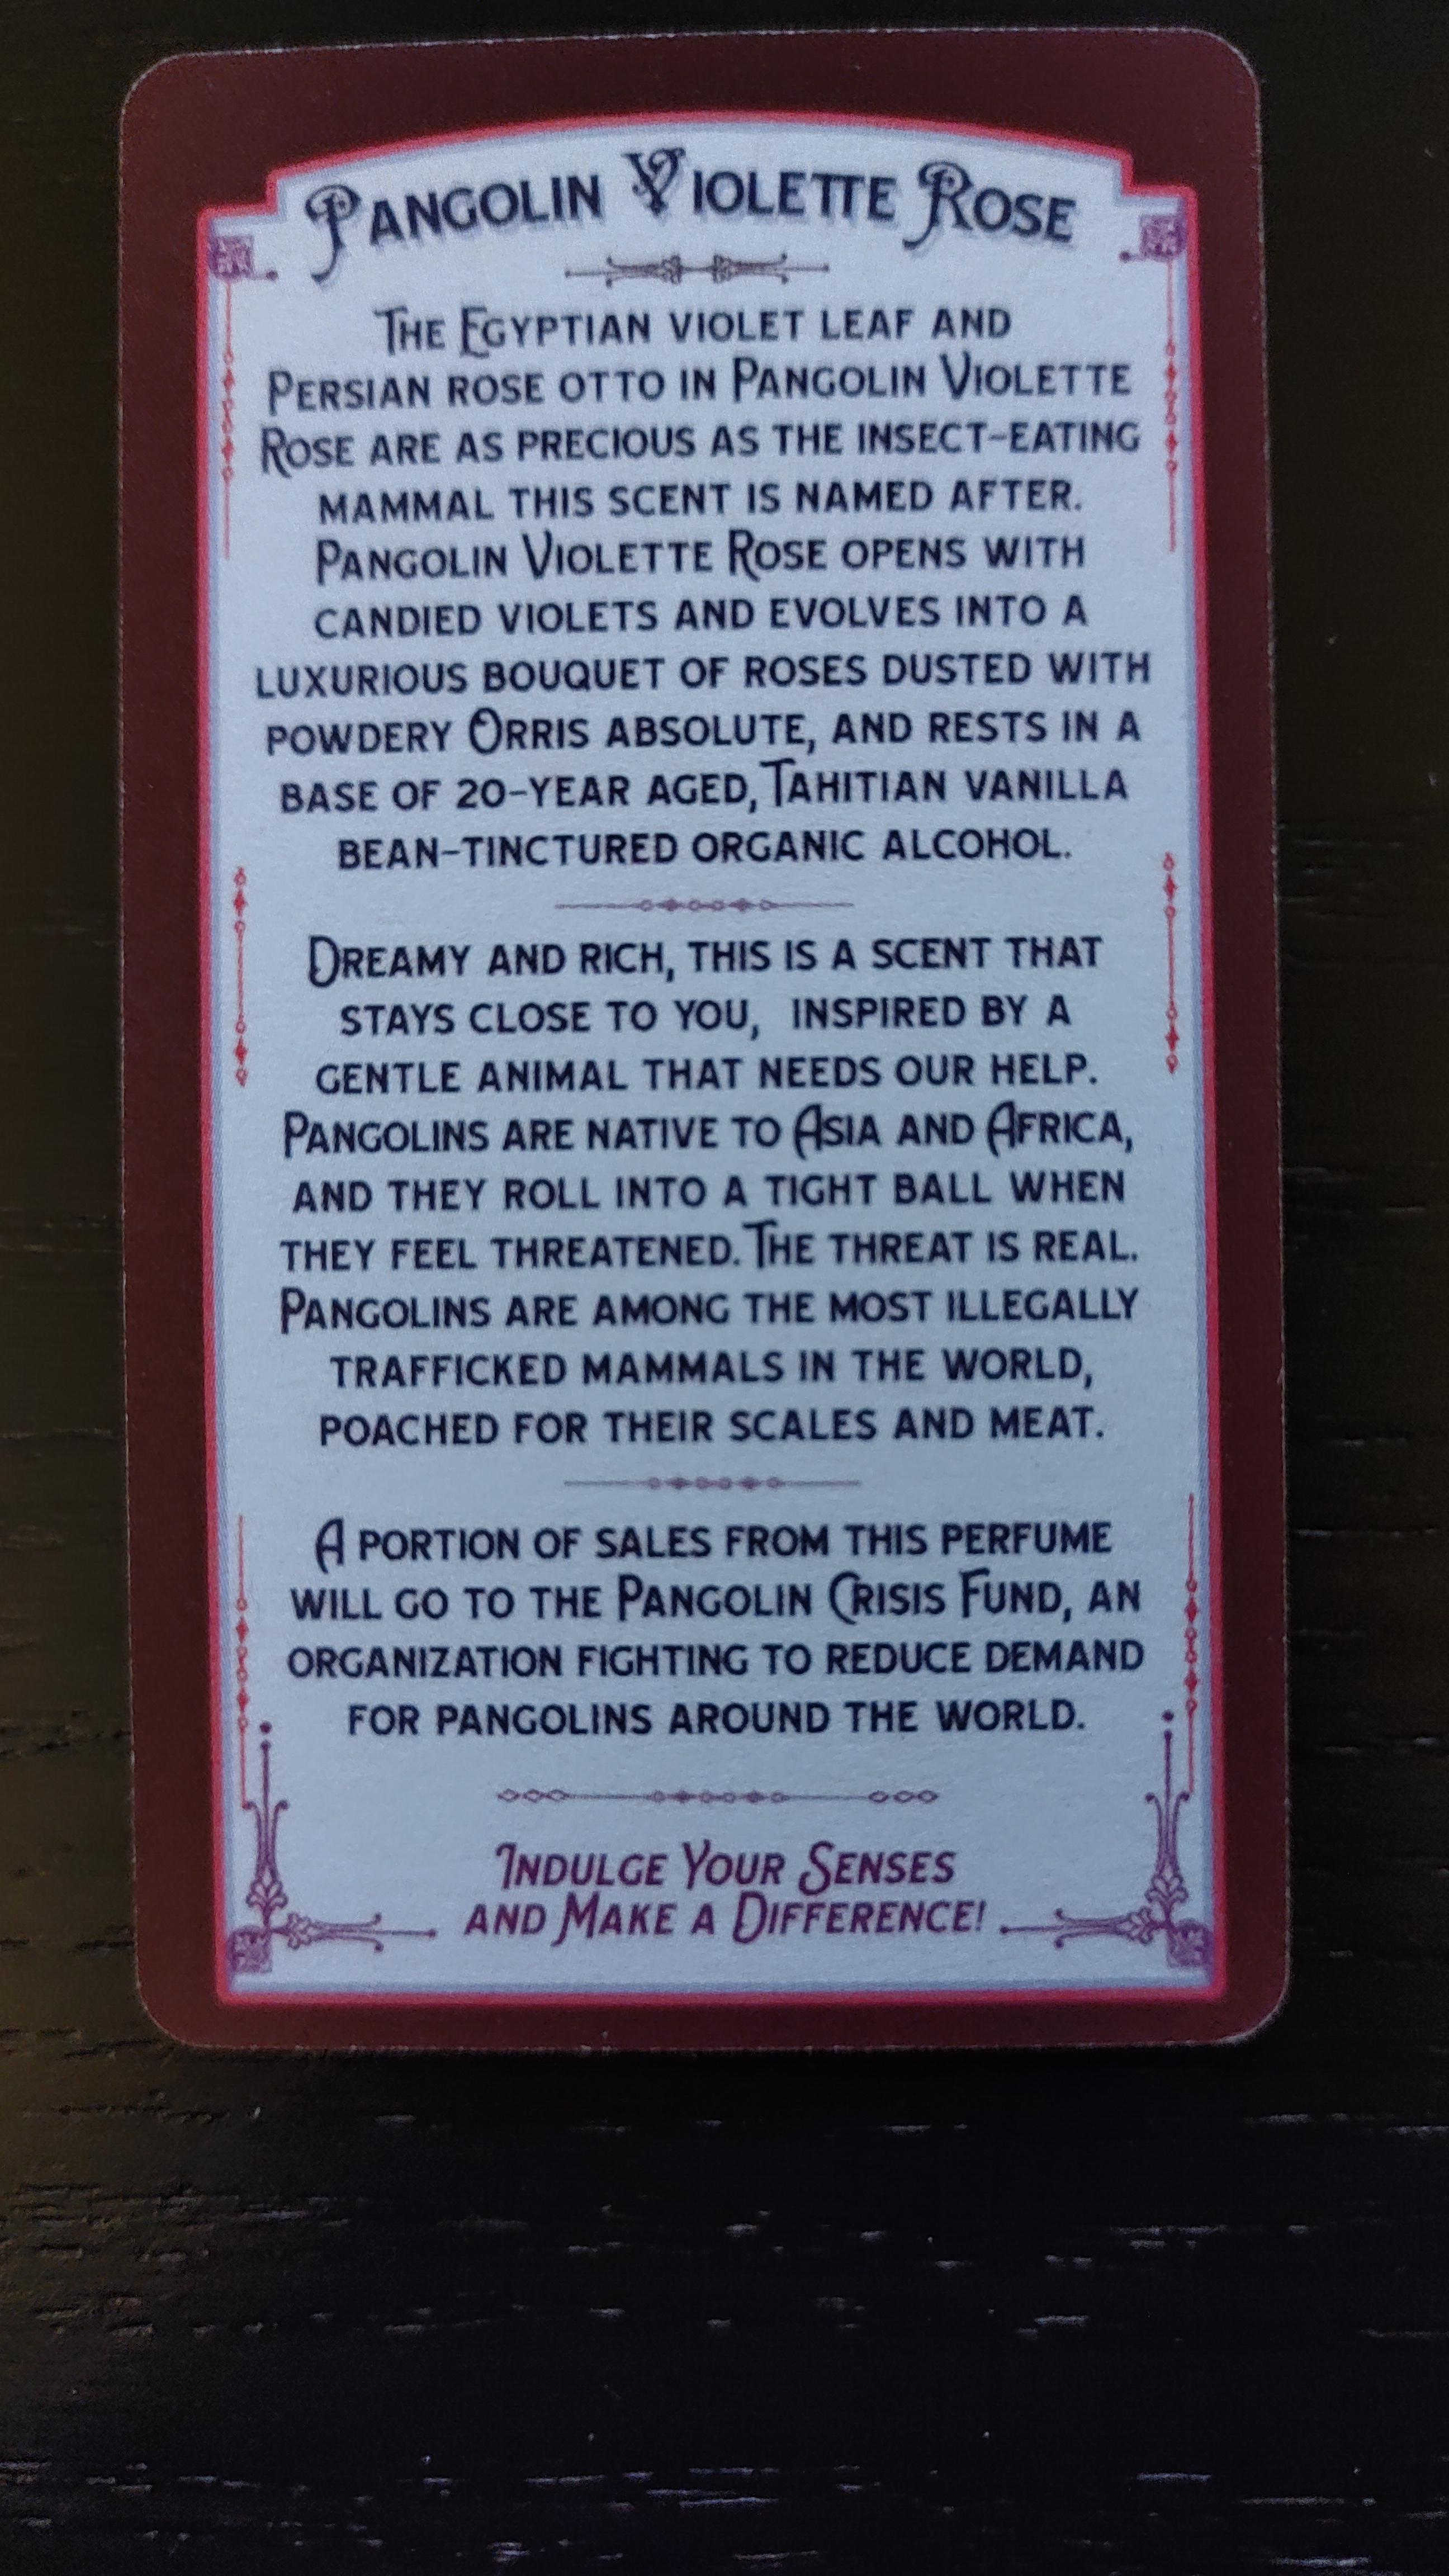 Pangolin Violette Rose
The Egyptian violet leaf and
Persian rose otto in Pangolin Violette
Rose are as precious as the insect-eating
mammal this scent is named after.
Pangolin Violette Rose opens with
candied violets and evolves into a
luxurious bouquet of roses dusted with
powdery Orris absolute, and rests in a
base of 20-year aged, Tahitian vanilla
bean-tinctured organic alcohol.
Dreamy and rich, this is a scent that
stays close to you, inspired by a
gentle animal that needs our help.
Pangolins are native to Asia and Africa,
and they roll into a tight ball when
they feel threatened. The threat is real.
Pangolins are among the most illegally
trafficked mammals in the world,
poached for their scales and meat.
A portion of sales from this perfume
will go to the Pangolin Crisis Fund, an
organization fighting to reduce demand
for pangolins around the world.
Indulge Your Senses
and Make a Difference!